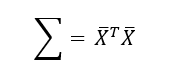 ∑ = X̄ᵀX̄